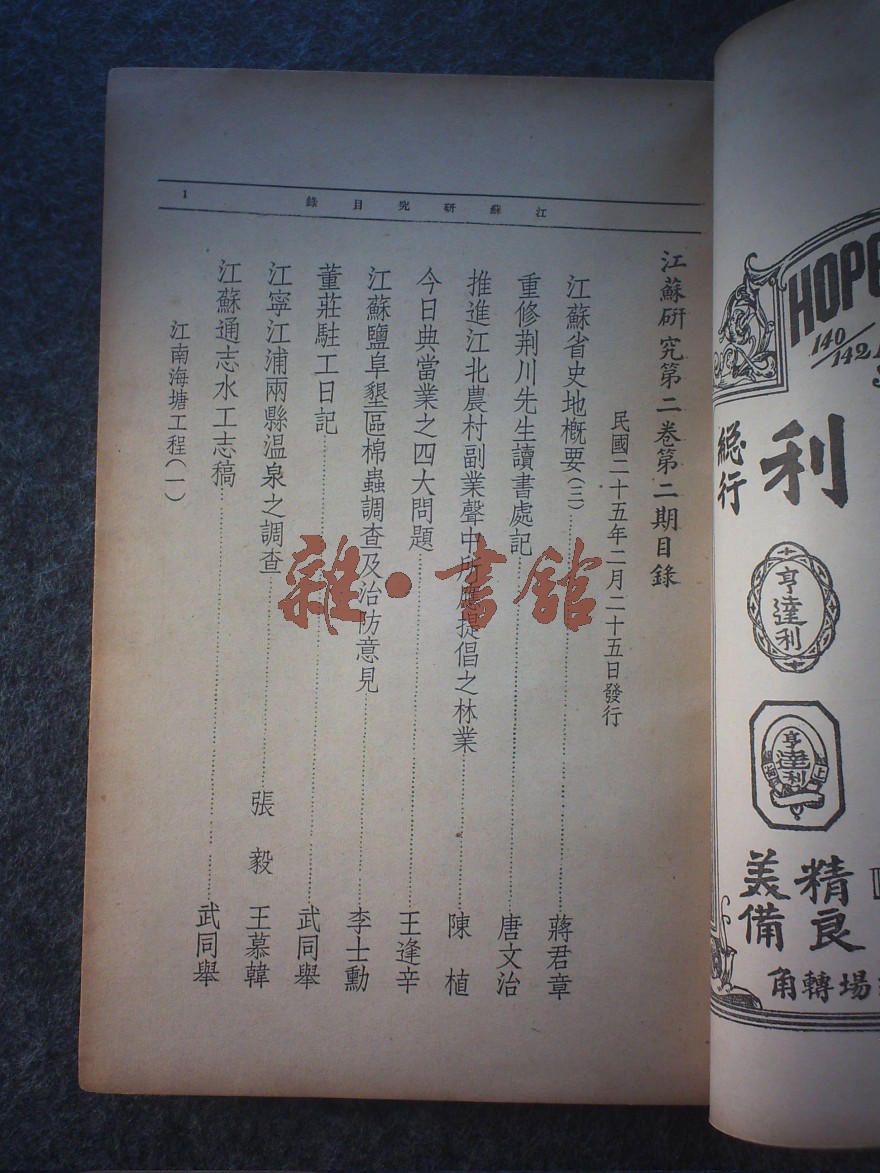 江蘇研究目錄
1
江蘇研究第二卷第二期目錄
民國二十五年二月二十五日發行
江蘇省史地概要(三)……蔣君章
重修荆川先生讀書處記……唐文治
推進江北農村副業聲中所應提倡之林業……陳植
今日典當業之四大問題……王逢辛
江蘇鹽阜墾區棉蟲調查及治防意見……李士勳
董莊駐工日記……武同舉
江寧江浦兩縣温泉之調查……張毅 王慕韓
江蘇通志水工志稿……武同舉
江南海塘工程(一)
雜·書館
HOPE
140/142
利
總行
亨達利
亨達利
精良
美備
場轉角